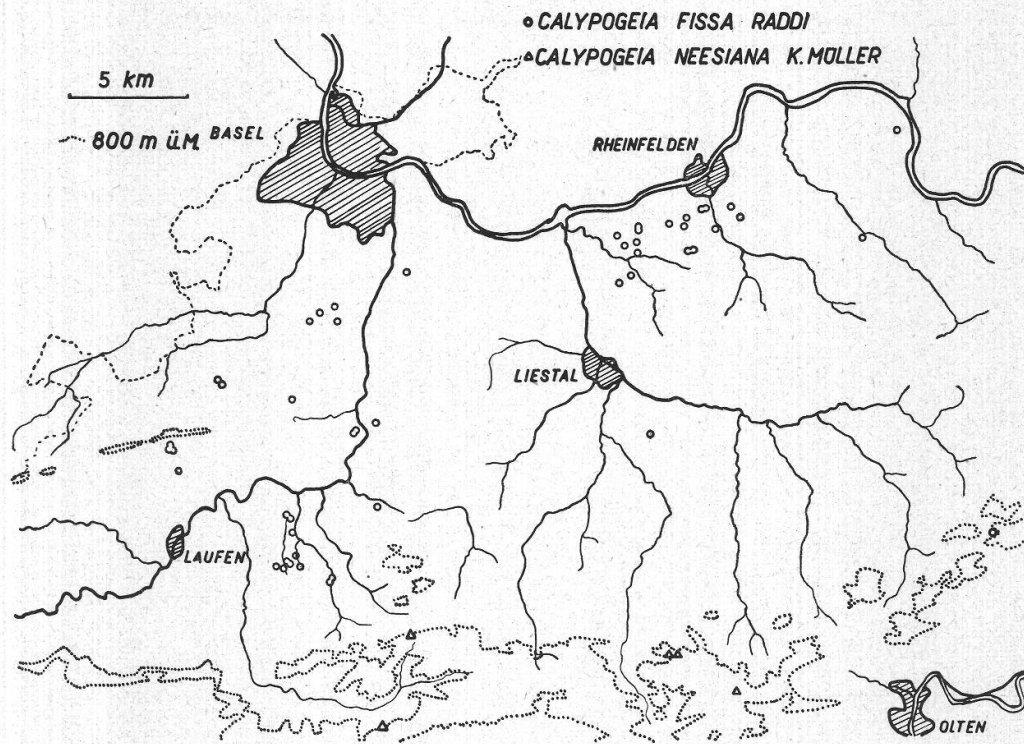 CALYPOGEIA FISSA RADDI
CALYPOGEIA NEESIANA K. MÜLLER
5 km
800 m ü.M.
BASEL
RHEINFELDEN
LIESTAL
LAUFEN
OLTEN